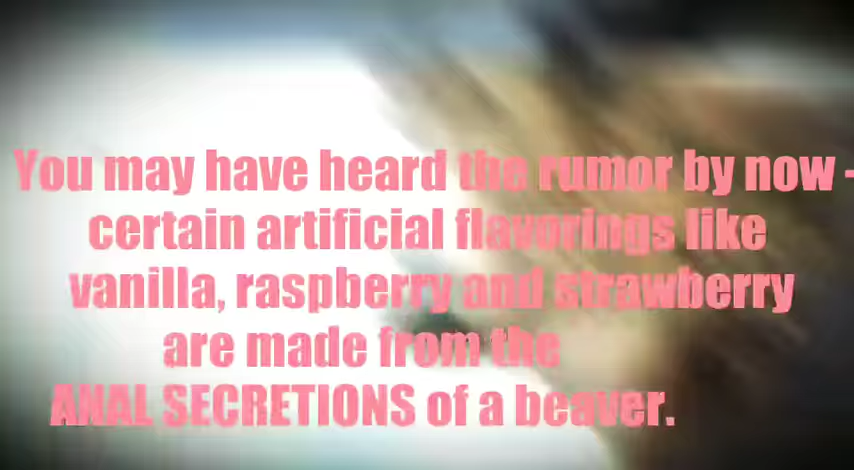 You may have heard the rumor by now -
certain artificial flavorings like
vanilla, raspberry and strawberry
are made from the
ANAL SECRETIONS of a beaver.